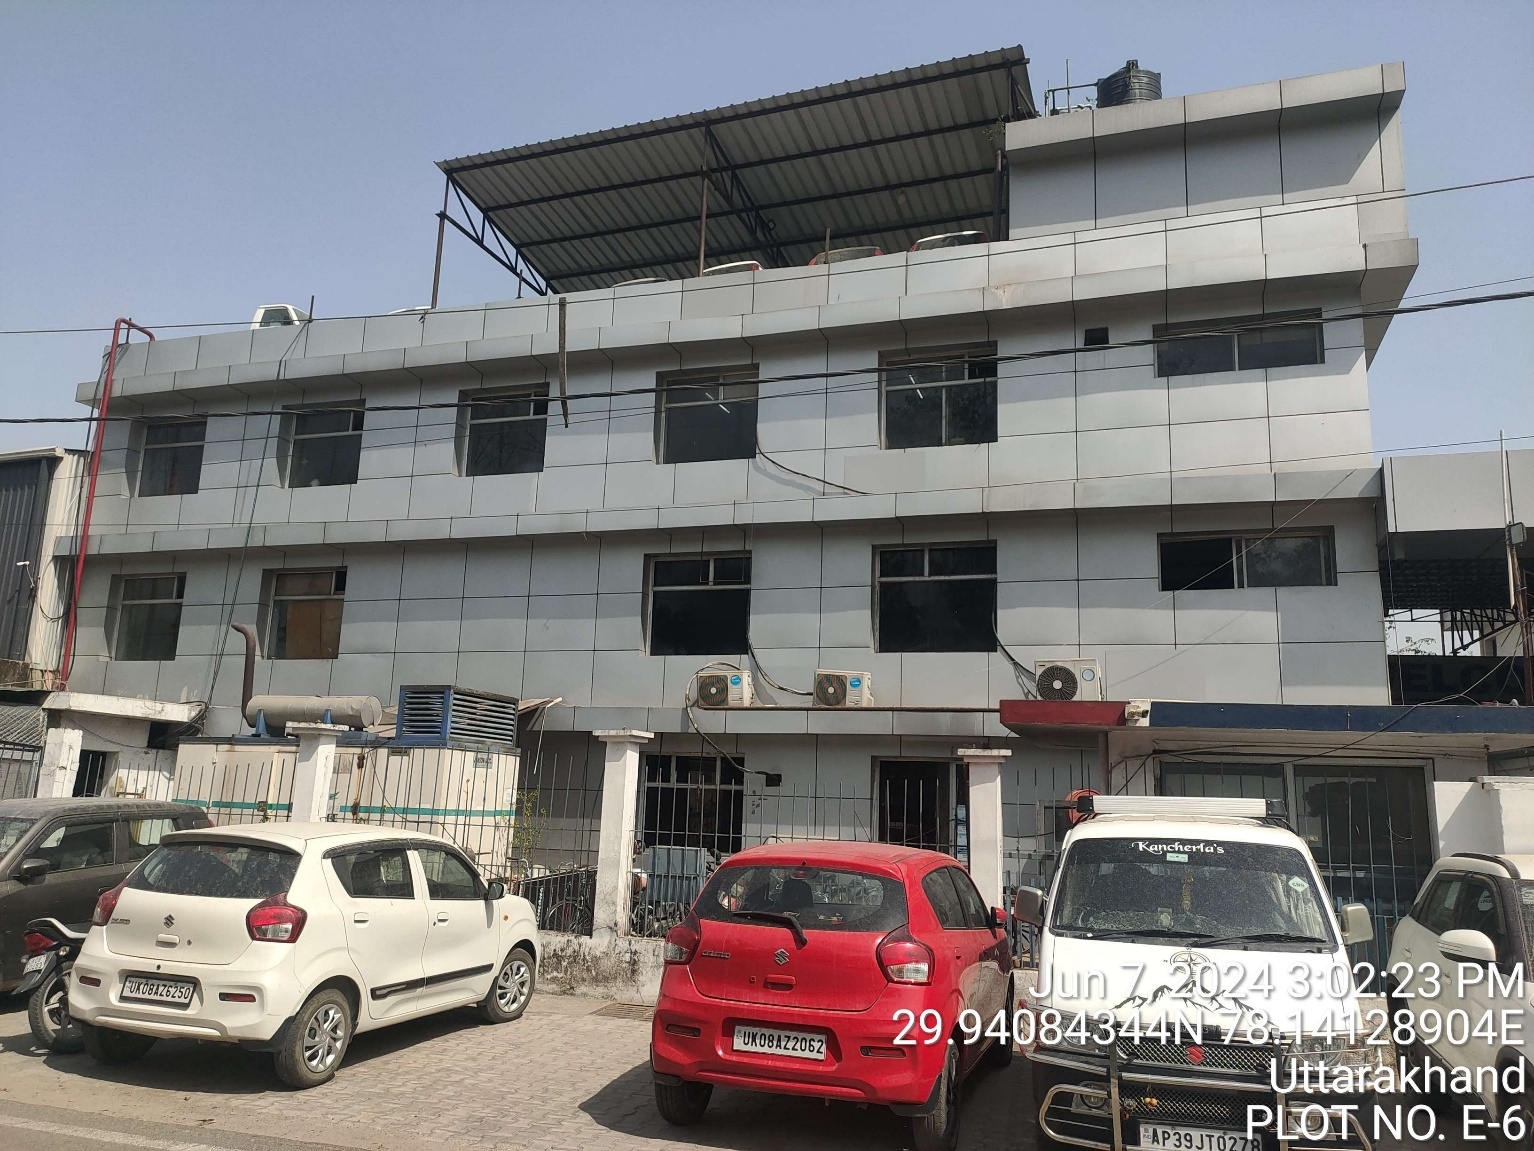 Kancherla's
UK08AZ6250
UK08AZ2062
AP39JT0278
Jun 7, 2024 3:02:23 PM
29.94084344N 78.14128904E
Uttarakhand
PLOT NO. E-6